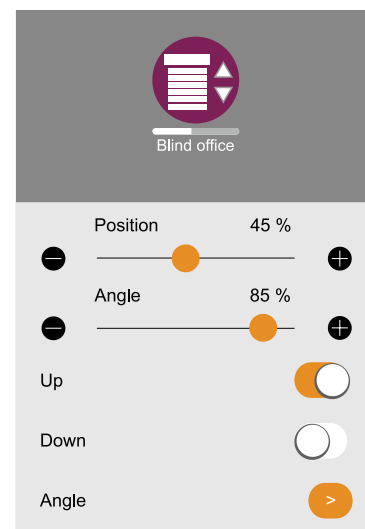 Blind office
Position 45 %
Angle 85 %
Up
Down
Angle >